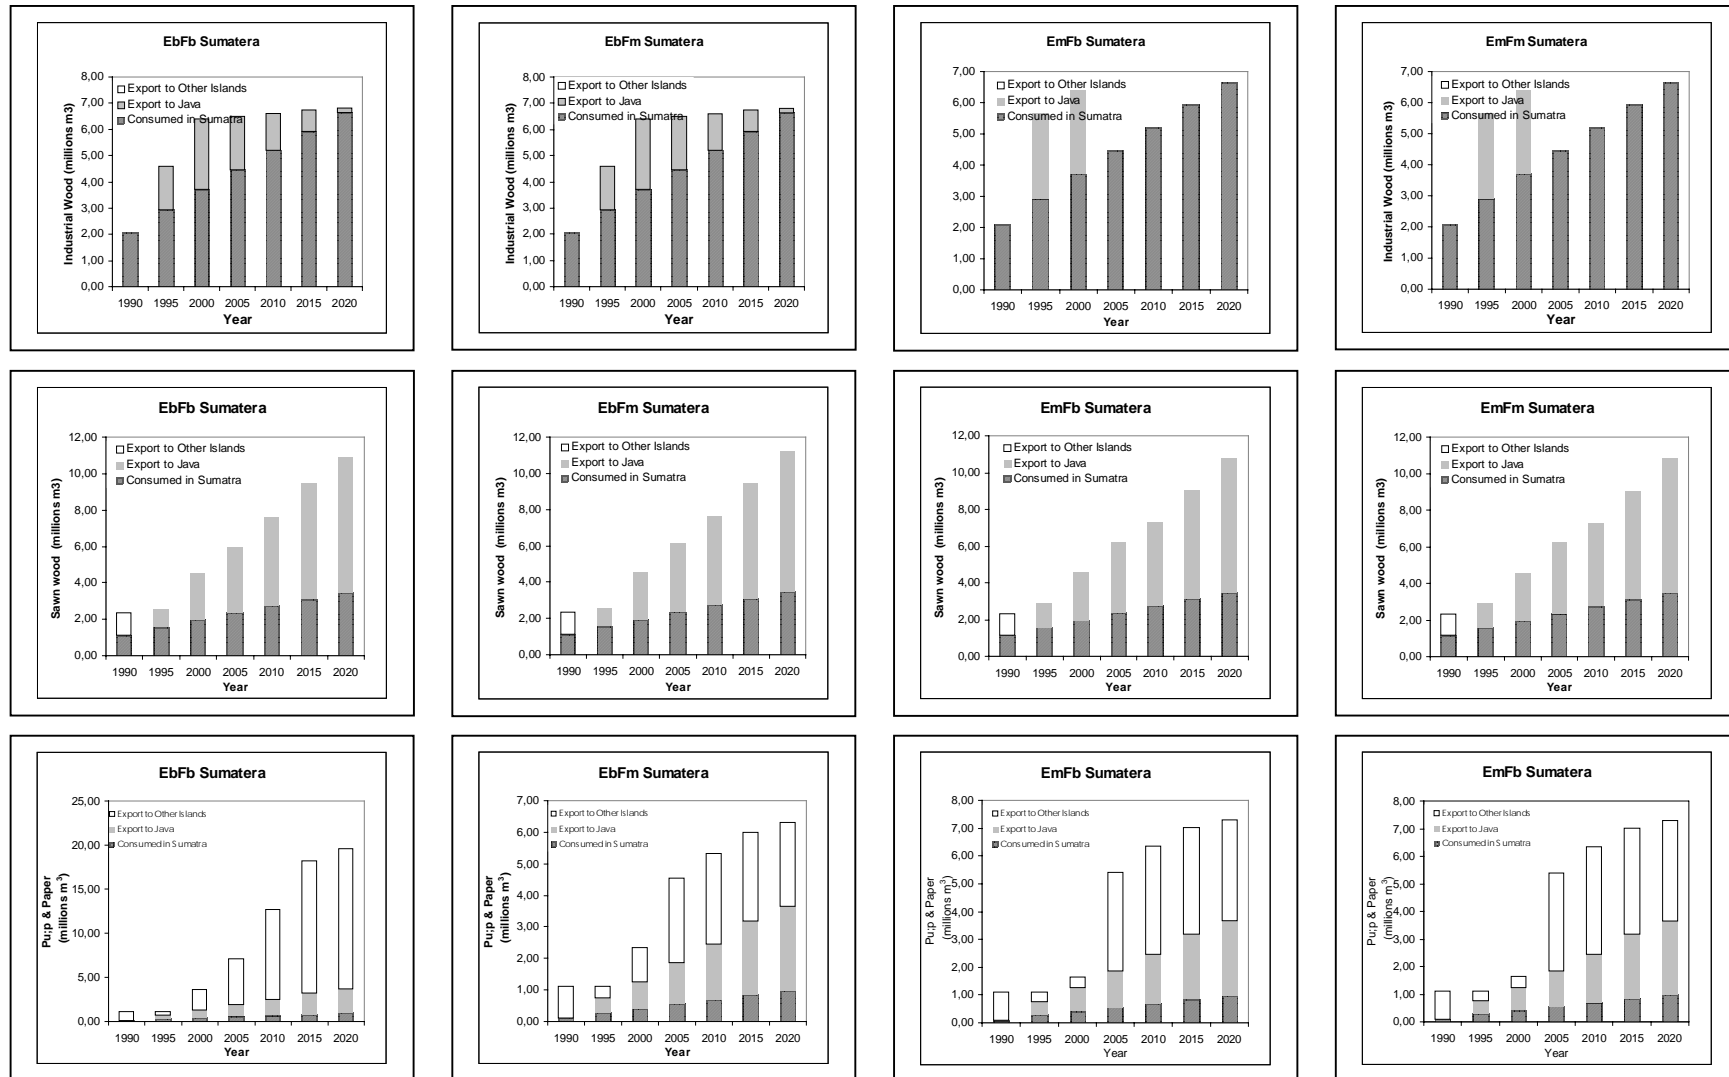 EbFb Sumatera
8,00
7,00
6,00
5,00
4,00
3,00
2,00
1,00
0,00
Industrial Wood (millions m3)
Export to Other Islands
Export to Java
Consumed in Sumatra
1990 1995 2000 2005 2010 2015 2020
Year
EbFm Sumatera
8,00
7,00
6,00
5,00
4,00
3,00
2,00
1,00
0,00
Industrial Wood (millions m3)
Export to Other Islands
Export to Java
Consumed in Sumatra
1990 1995 2000 2005 2010 2015 2020
Year
EmFb Sumatera
7,00
6,00
5,00
4,00
3,00
2,00
1,00
0,00
Industrial Wood (millions m3)
Export to Other Islands
Export to Java
Consumed in Sumatra
1990 1995 2000 2005 2010 2015 2020
Year
EmFm Sumatera
7,00
6,00
5,00
4,00
3,00
2,00
1,00
0,00
Industrial Wood (millions m3)
Export to Other Islands
Export to Java
Consumed in Sumatra
1990 1995 2000 2005 2010 2015 2020
Year
EbFb Sumatera
12,00
10,00
8,00
6,00
4,00
2,00
0,00
Sawn wood (millions m3)
Export to Other Islands
Export to Java
Consumed in Sumatra
1990 1995 2000 2005 2010 2015 2020
Year
EbFm Sumatera
12,00
10,00
8,00
6,00
4,00
2,00
0,00
Sawn wood (millions m3)
Export to Other Islands
Export to Java
Consumed in Sumatra
1990 1995 2000 2005 2010 2015 2020
Year
EmFb Sumatera
12,00
10,00
8,00
6,00
4,00
2,00
0,00
Sawn wood (millions m3)
Export to Other Islands
Export to Java
Consumed in Sumatra
1990 1995 2000 2005 2010 2015 2020
Year
EmFm Sumatera
12,00
10,00
8,00
6,00
4,00
2,00
0,00
Sawn wood (millions m3)
Export to Other Islands
Export to Java
Consumed in Sumatra
1990 1995 2000 2005 2010 2015 2020
Year
EbFb Sumatera
25,00
20,00
15,00
10,00
5,00
0,00
Pu;p & Paper
(millions m³)
Export to Other Islands
Export to Java
Consumed in Sumatra
1990 1995 2000 2005 2010 2015 2020
Year
EbFm Sumatera
7,00
6,00
5,00
4,00
3,00
2,00
1,00
0,00
Pu;p & Paper
(millions m³)
Export to Other Islands
Export to Java
Consumed in Sumatra
1990 1995 2000 2005 2010 2015 2020
Year
EmFb Sumatera
8,00
7,00
6,00
5,00
4,00
3,00
2,00
1,00
0,00
Pu;p & Paper
(millions m³)
Export to Other Islands
Export to Java
Consumed in Sumatra
1990 1995 2000 2005 2010 2015 2020
Year
EmFb Sumatera
8,00
7,00
6,00
5,00
4,00
3,00
2,00
1,00
0,00
Pu;p & Paper
(millions m³)
Export to Other Islands
Export to Java
Consumed in Sumatra
1990 1995 2000 2005 2010 2015 2020
Year